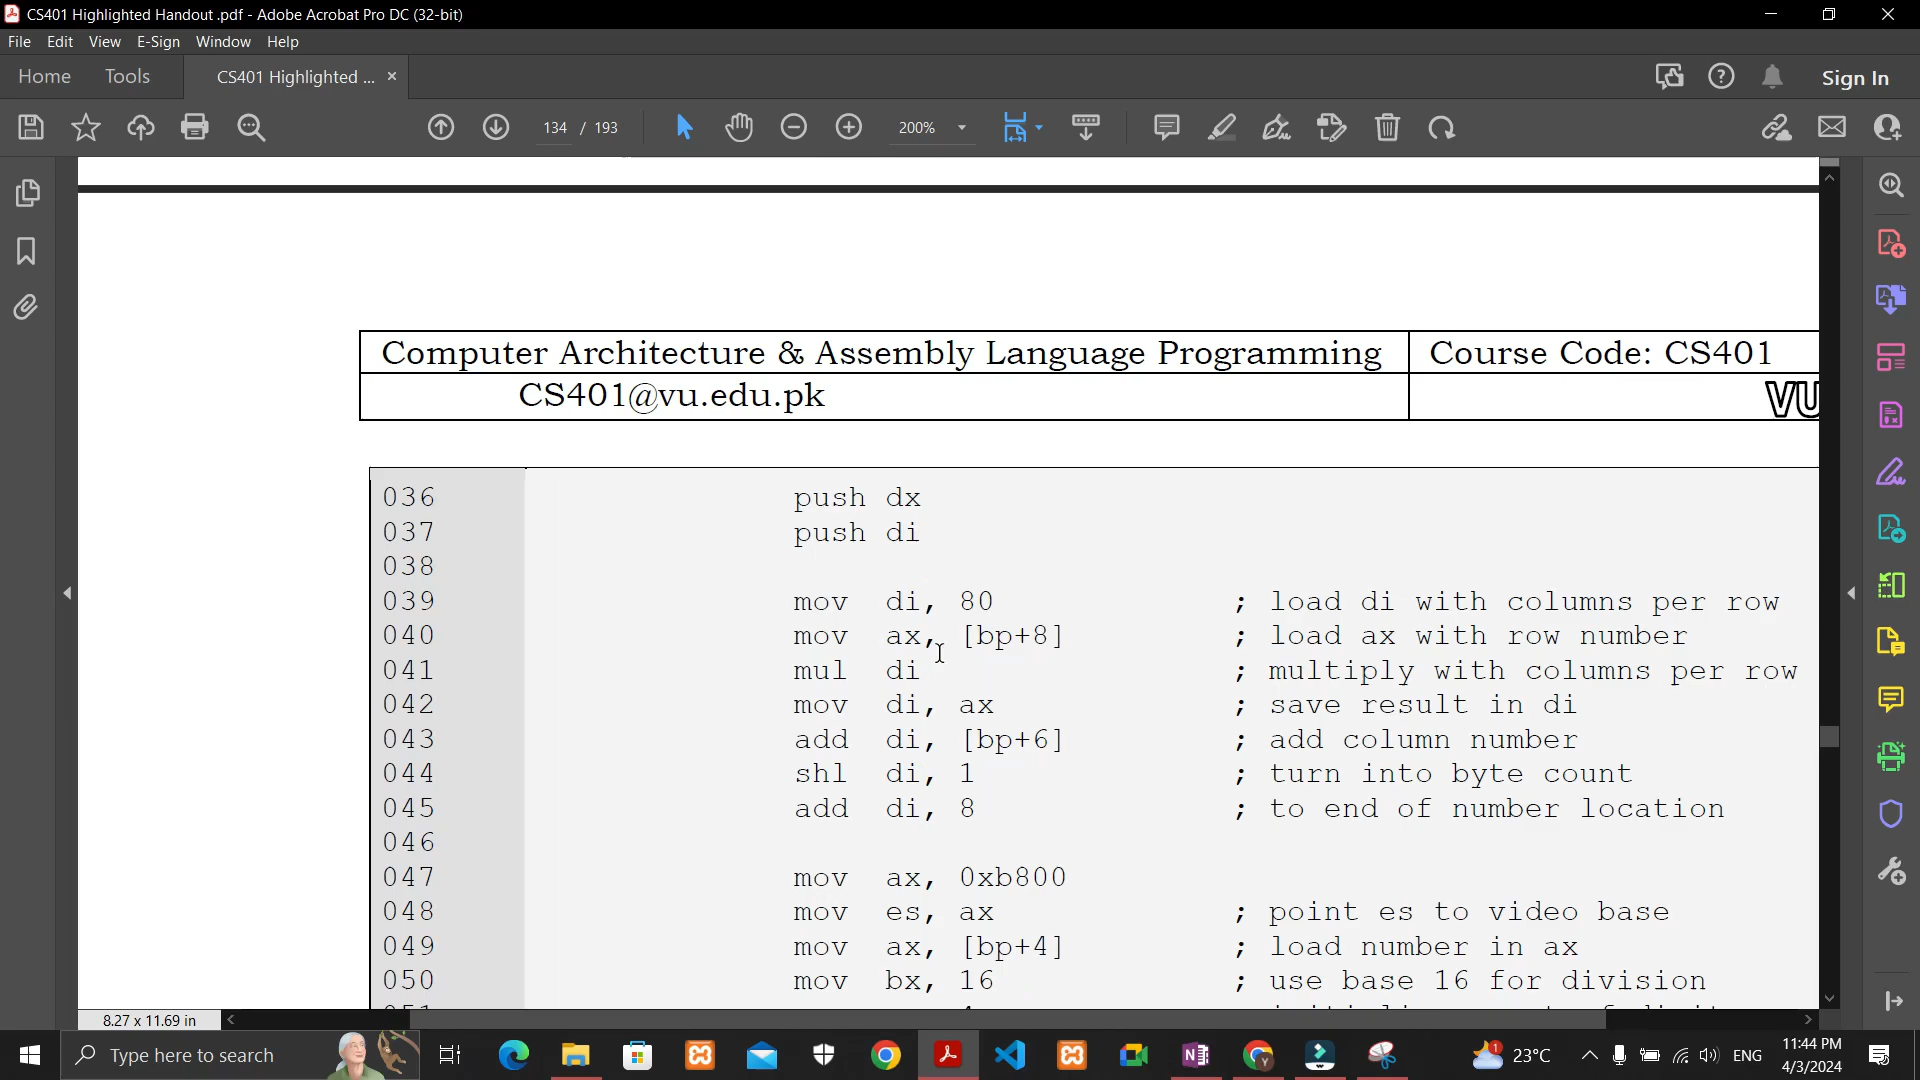 CS401 Highlighted Handout .pdf - Adobe Acrobat Pro DC (32-bit)
File Edit View E-Sign Window Help
Home Tools CS401 Highlighted ... × Sign In
134 / 193 200%
Computer Architecture & Assembly Language Programming Course Code: CS401
CS401@vu.edu.pk VU
036 push dx
037 push di
038
039 mov di, 80 ; load di with columns per row
040 mov ax, [bp+8] ; load ax with row number
041 mul di ; multiply with columns per row
042 mov di, ax ; save result in di
043 add di, [bp+6] ; add column number
044 shl di, 1 ; turn into byte count
045 add di, 8 ; to end of number location
046
047 mov ax, 0xb800
048 mov es, ax ; point es to video base
049 mov ax, [bp+4] ; load number in ax
050 mov bx, 16 ; use base 16 for division
8.27 x 11.69 in
Type here to search 1 23°C ENG 11:44 PM
4/3/2024